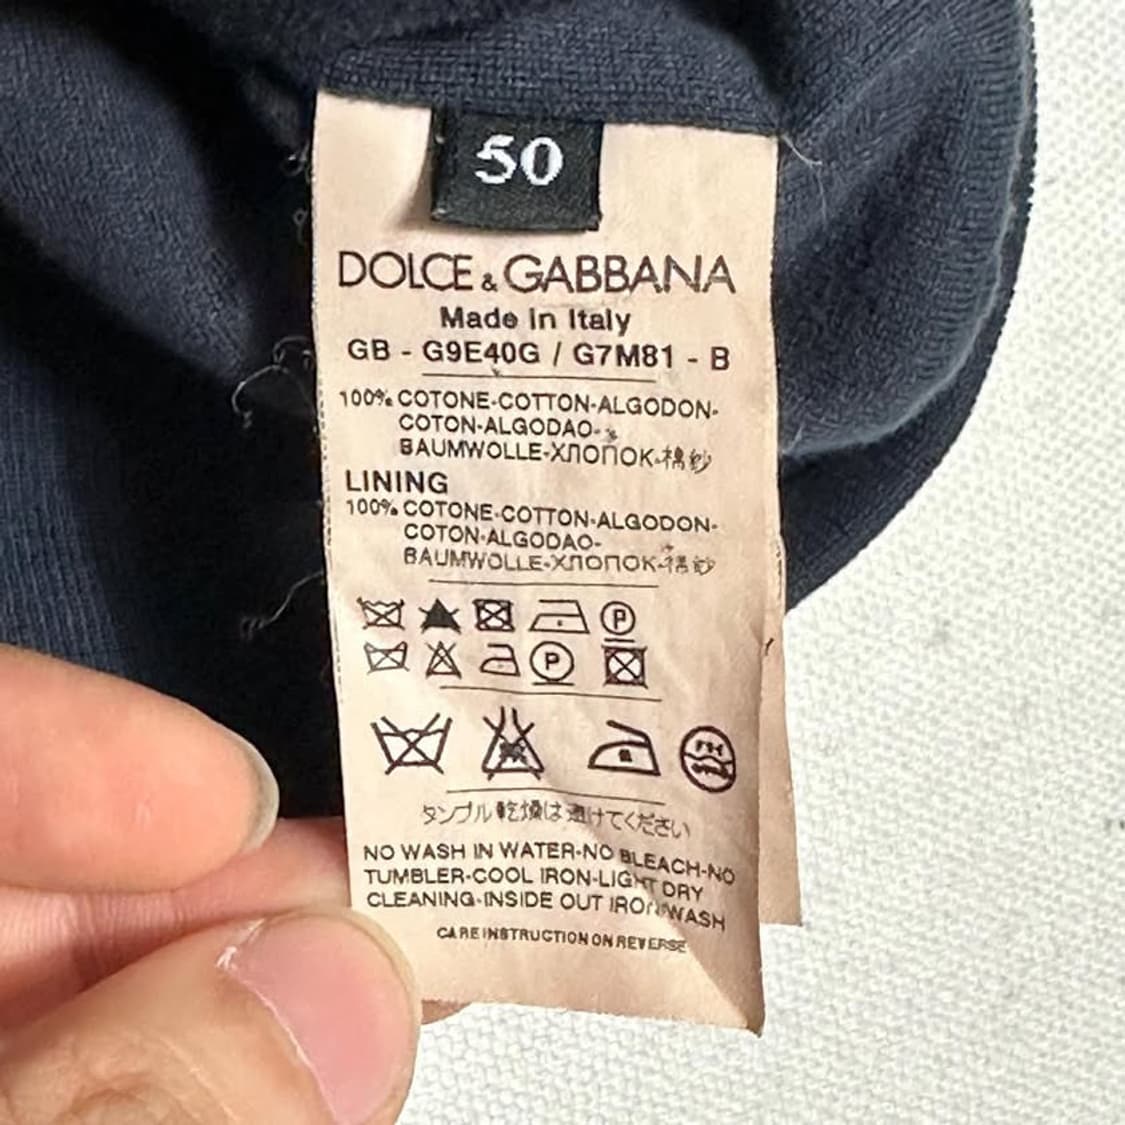 50
DOLCE & GABBANA
Made in Italy
GB - G9E40G / G7M81 - B
100% COTONE-COTTON-ALGODON-
COTON-ALGODAO-
BAUMWOLLE-ХЛОПОК-棉紗
LINING
100% COTONE-COTTON-ALGODON-
COTON-ALGODAO-
BAUMWOLLE-ХЛОПОК-棉紗
P
P
タンブル乾燥は避けてください
NO WASH IN WATER-NO BLEACH-NO
TUMBLER-COOL IRON-LIGHT DRY
CLEANING-INSIDE OUT IRON/WASH
CARE INSTRUCTION ON REVERSE